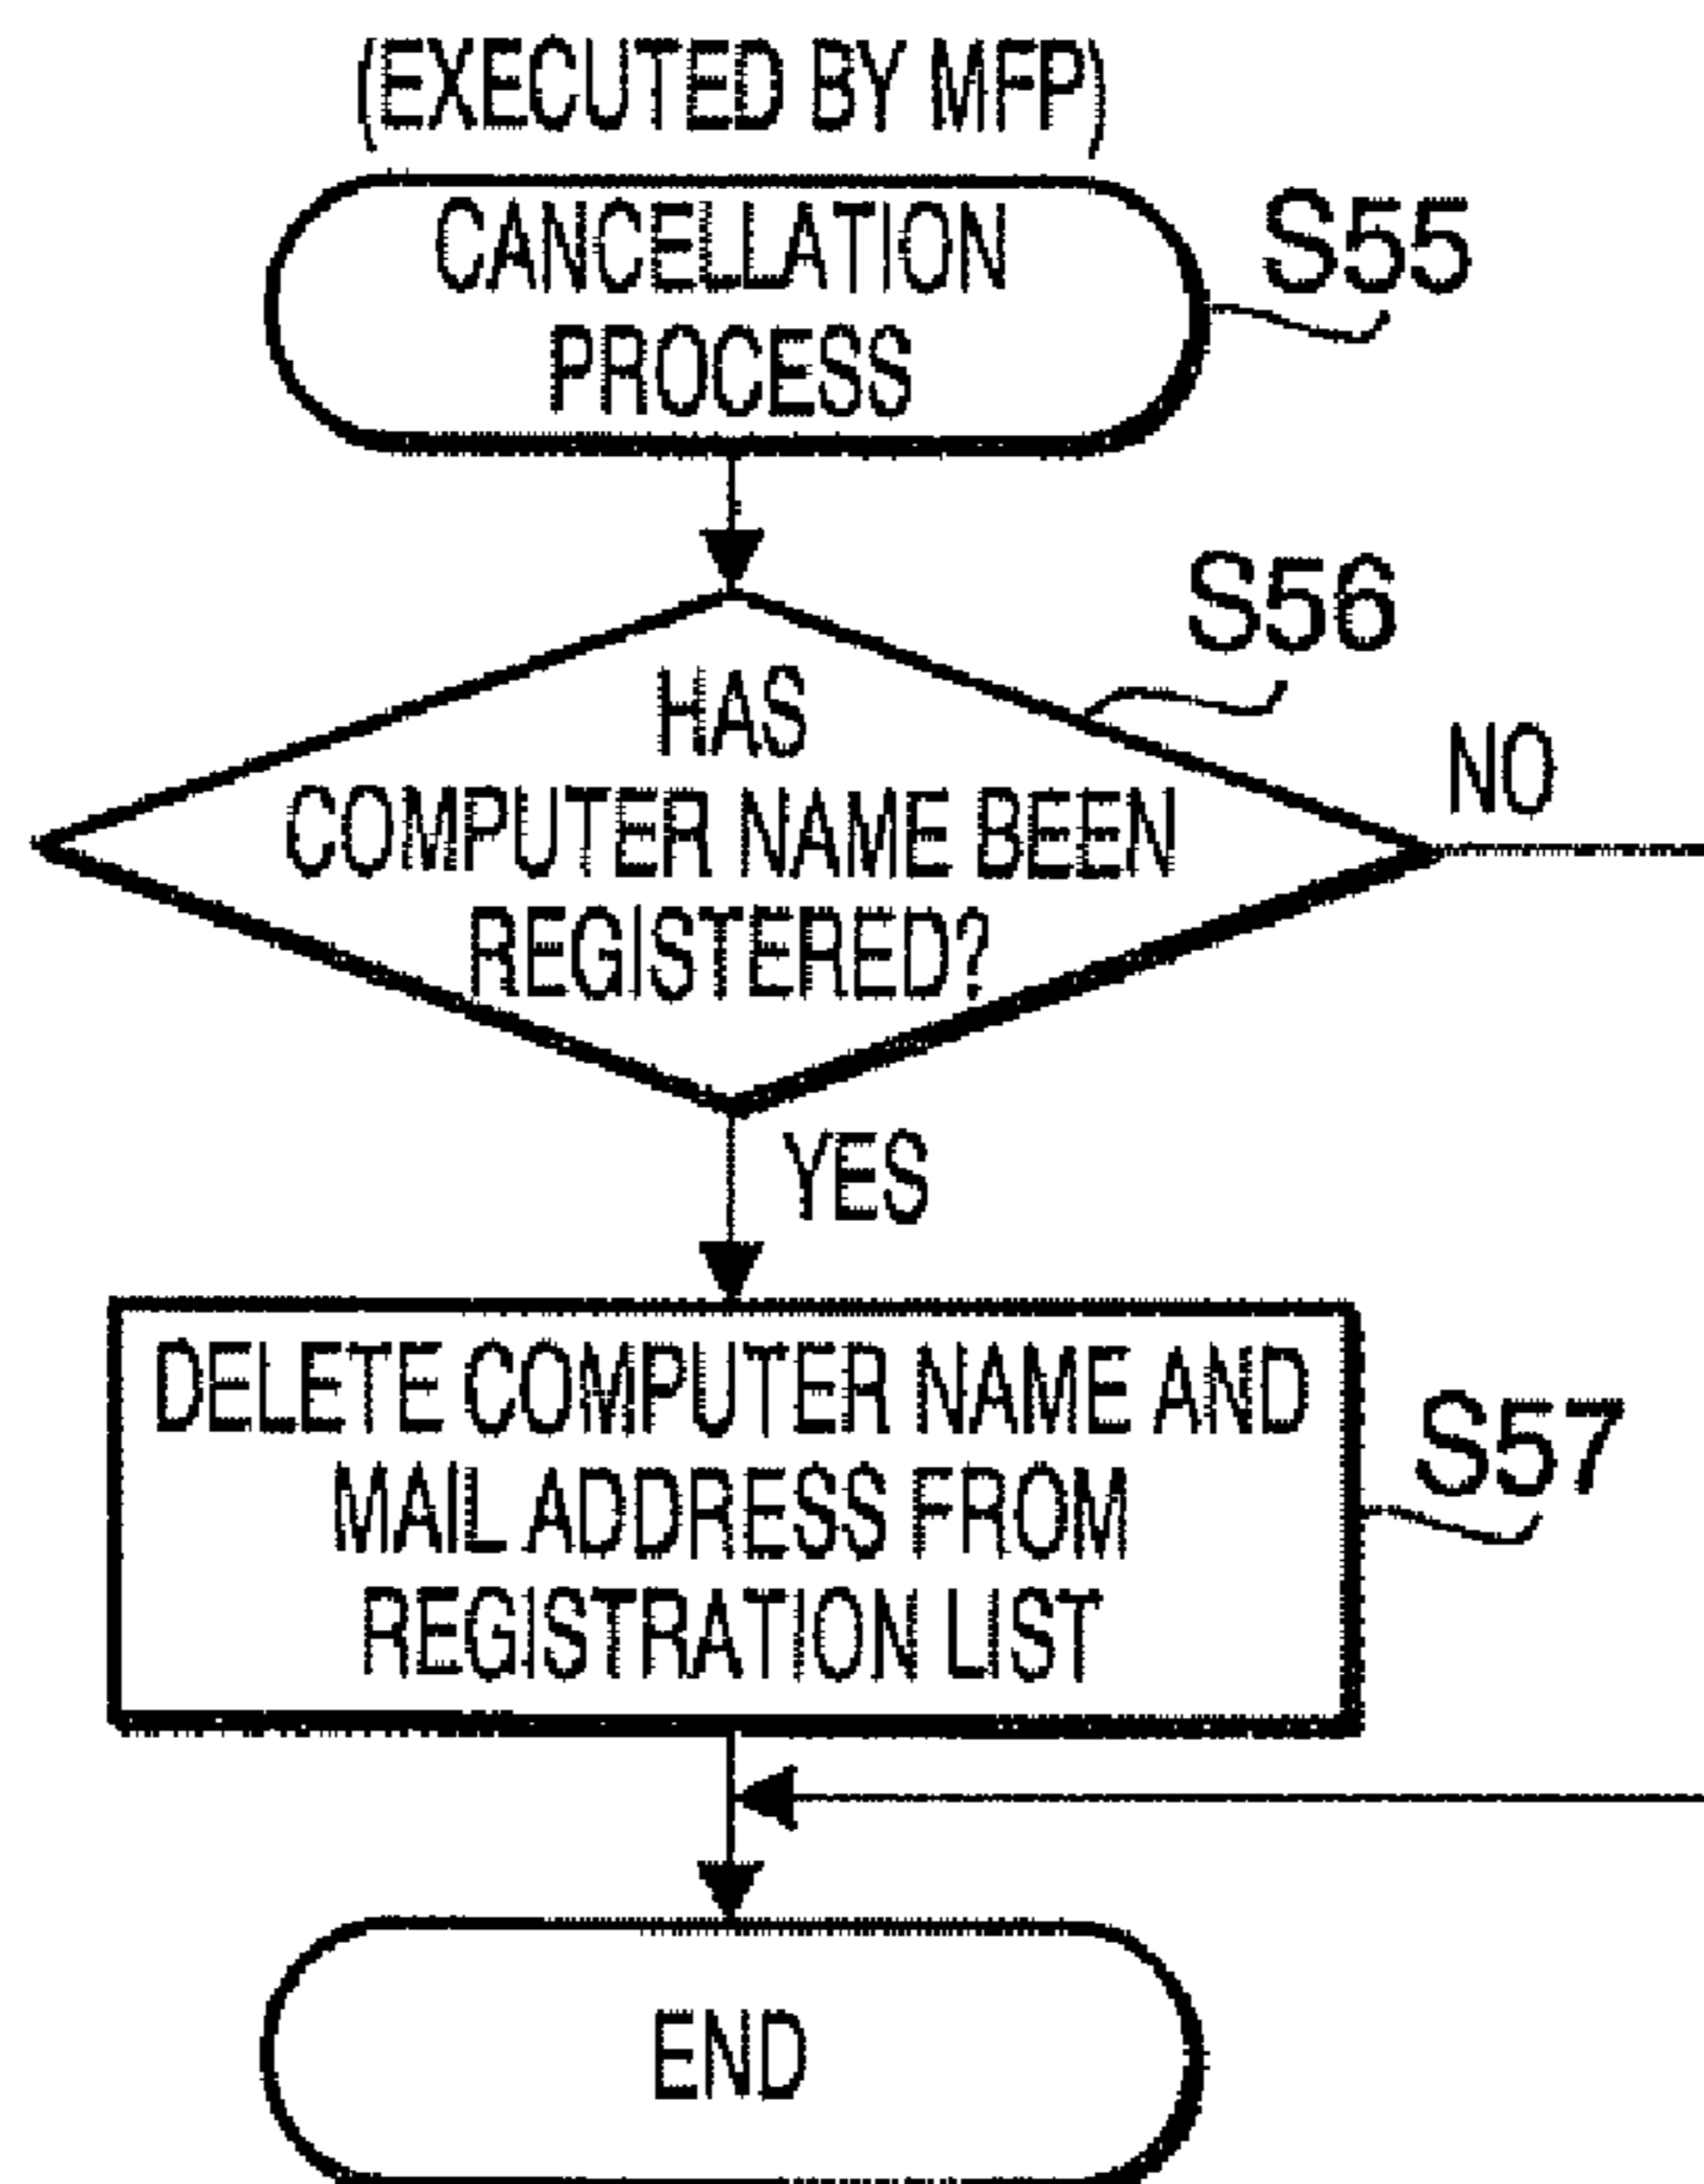 (EXECUTED BY MFP)
CANCELLATION
PROCESS
S55
S56
HAS
COMPUTER NAME BEEN
REGISTERED?
NO
YES
DELETE COMPUTER NAME AND
MAIL ADDRESS FROM
REGISTRATION LIST
S57
END